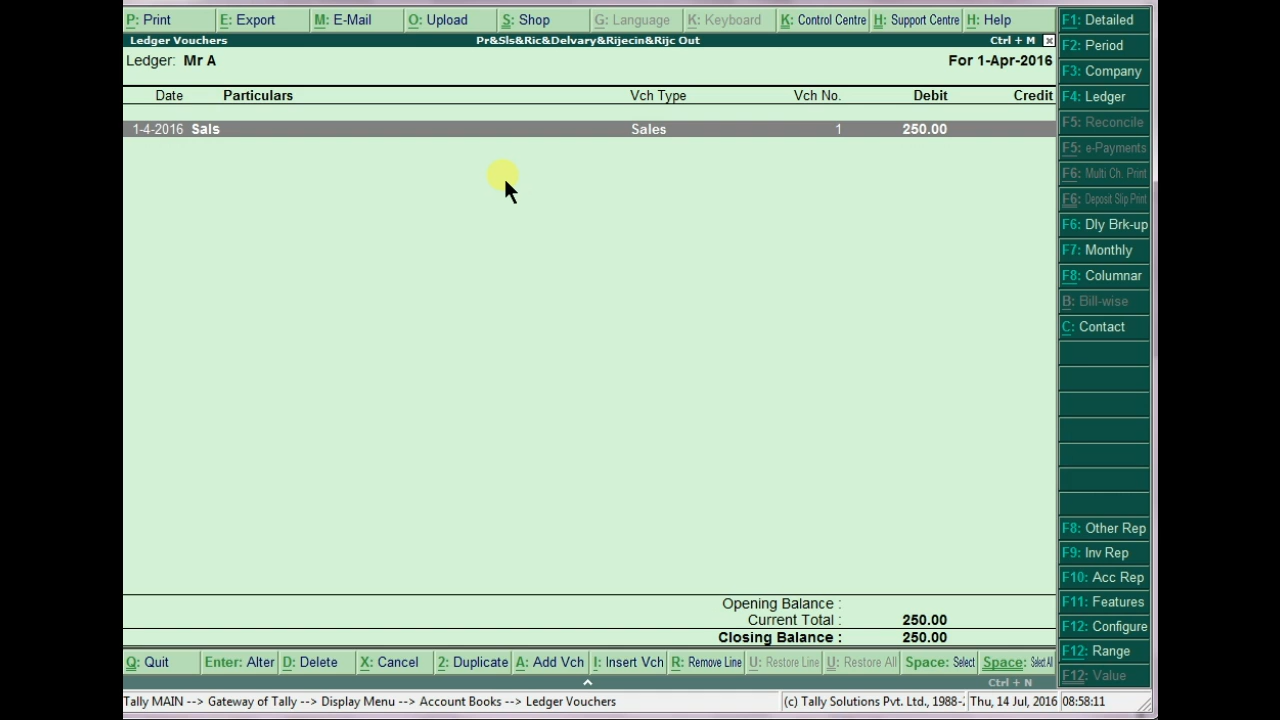 P: Print E: Export M: E-Mail O: Upload S: Shop G: Language K: Keyboard K: Control Centre H: Support Centre H: Help
Ledger Vouchers Pr&Sls&Ric&Delvary&Rijecin&Rijc Out Ctrl + M
Ledger: Mr A For 1-Apr-2016
Date Particulars Vch Type Vch No. Debit Credit
1-4-2016 Sals Sales 1 250.00
Opening Balance :
Current Total : 250.00
Closing Balance : 250.00
Q: Quit Enter: Alter D: Delete X: Cancel 2: Duplicate A: Add Vch I: Insert Vch R: Remove Line U: Restore Line U: Restore All Space: Select Space: Select All
Ctrl + N
Tally MAIN --> Gateway of Tally --> Display Menu --> Account Books --> Ledger Vouchers (c) Tally Solutions Pvt. Ltd., 1988-. Thu, 14 Jul, 2016 08:58:11
F1: Detailed
F2: Period
F3: Company
F4: Ledger
F5: Reconcile
F5: e-Payments
F6: Multi Ch. Print
F6: Deposit Slip Print
F6: Dly Brk-up
F7: Monthly
F8: Columnar
B: Bill-wise
C: Contact
F8: Other Rep
F9: Inv Rep
F10: Acc Rep
F11: Features
F12: Configure
F12: Range
F12: Value